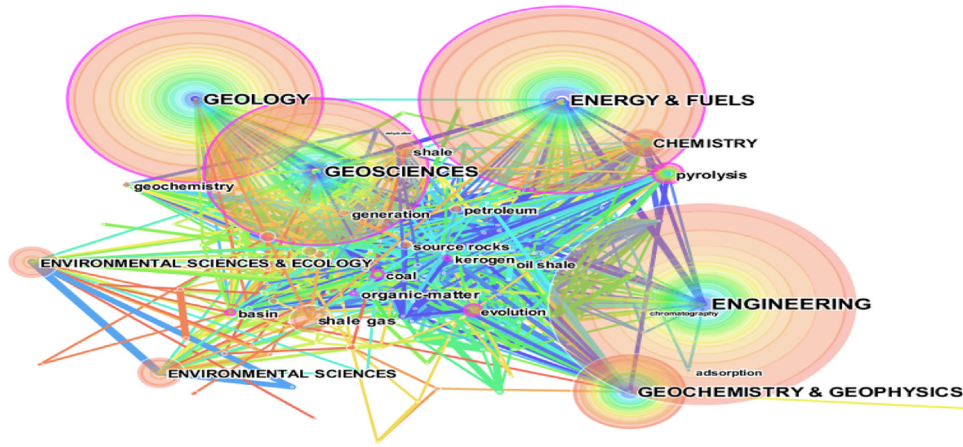 GEOLOGY
ENERGY & FUELS
CHEMISTRY
shale
GEOSCIENCES
pyrolysis
geochemistry
generation
petroleum
source rocks
ENVIRONMENTAL SCIENCES & ECOLOGY
kerogen
oil shale
coal
organic-matter
ENGINEERING
basin
shale gas
evolution
chromatography
ENVIRONMENTAL SCIENCES
adsorption
GEOCHEMISTRY & GEOPHYSICS